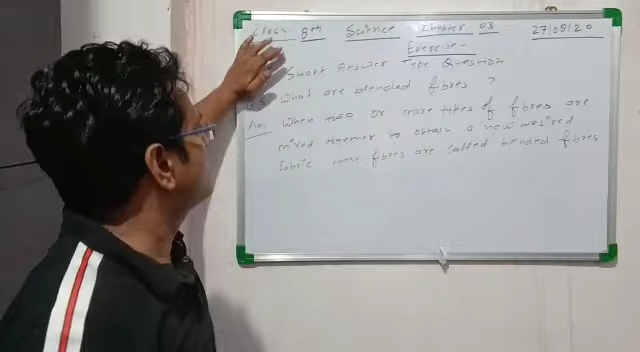 Class 8th Science Chapter 03 27/08/20
Exercise-
Short Answer Type Question
What are blended fibres ?
Ans When two or more types of fibres are
mixed together to obtain a new desired
fabric these fibres are called blended fibres